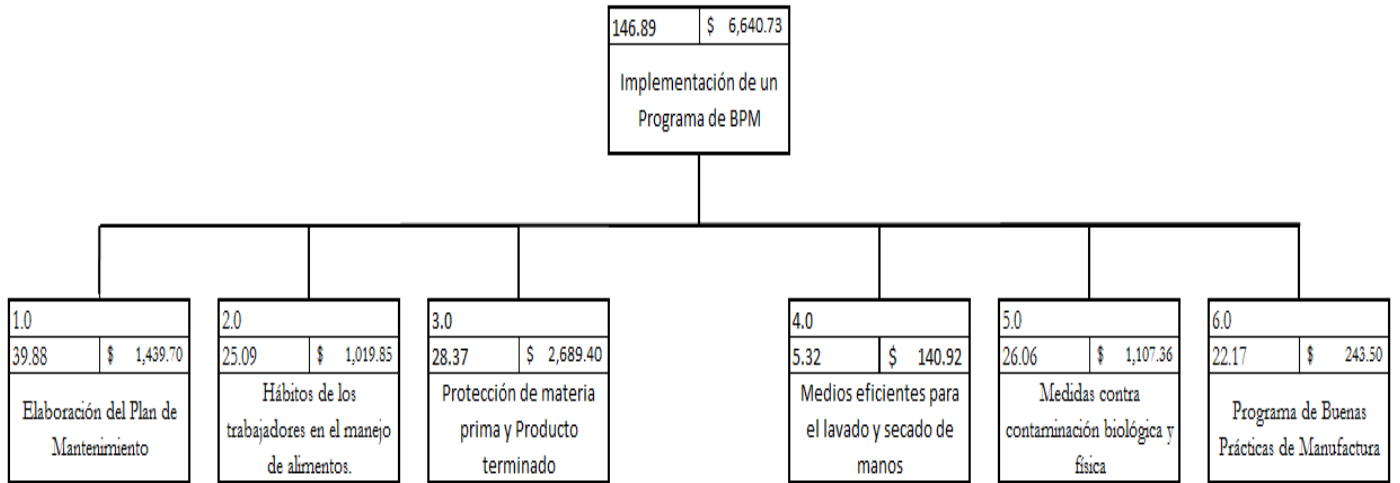 146.89 $ 6,640.73
Implementación de un
Programa de BPM
1.0
39.88 $ 1,439.70
Elaboración del Plan de
Mantenimiento
2.0
25.09 $ 1,019.85
Hábitos de los
trabajadores en el manejo
de alimentos.
3.0
28.37 $ 2,689.40
Protección de materia
prima y Producto
terminado
4.0
5.32 $ 140.92
Medios eficientes para
el lavado y secado de
manos
5.0
26.06 $ 1,107.36
Medidas contra
contaminación biológica y
física
6.0
22.17 $ 243.50
Programa de Buenas
Prácticas de Manufactura